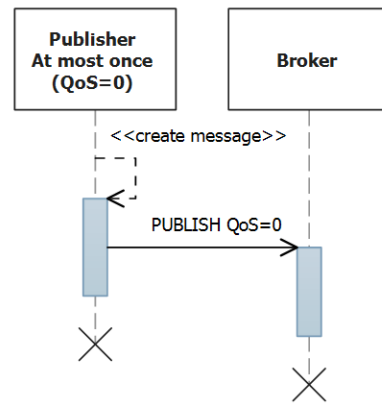 Publisher
At most once
(QoS=0)
Broker
<<create message>>
PUBLISH QoS=0